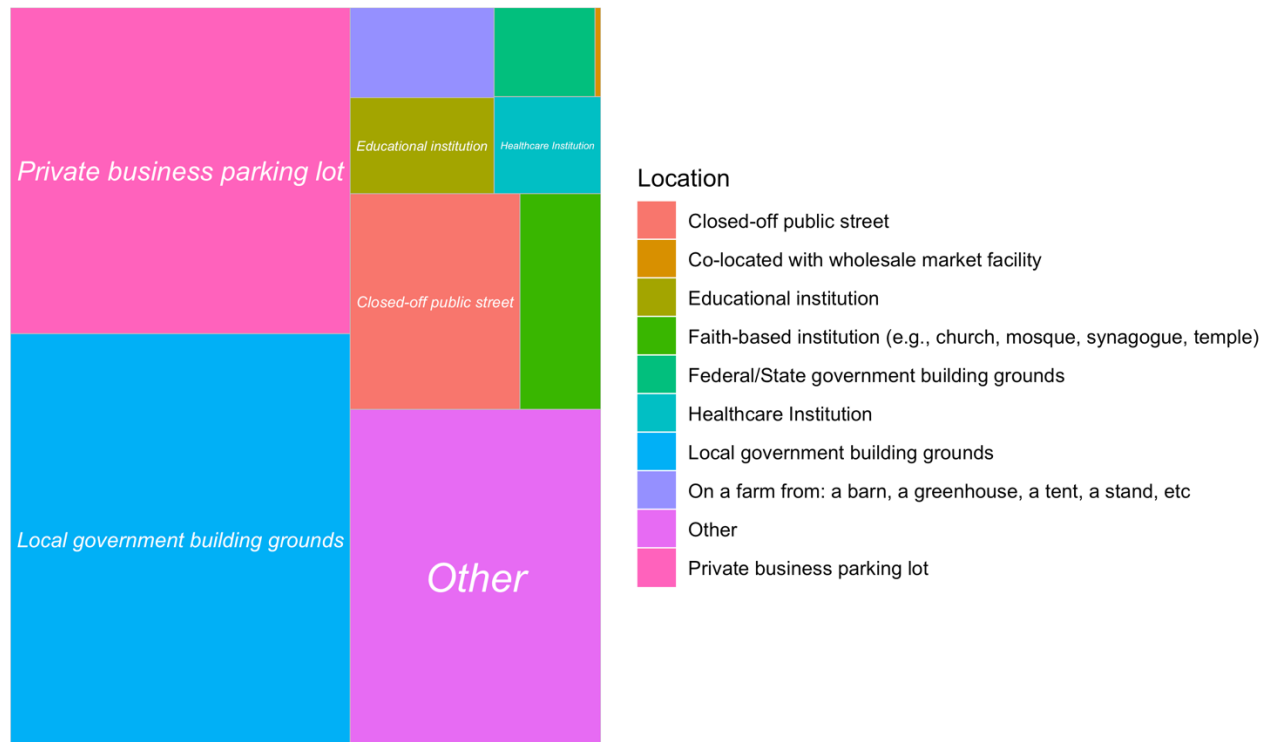 Private business parking lot
Educational institution
Healthcare Institution
Closed-off public street
Local government building grounds
Other
Location
Closed-off public street
Co-located with wholesale market facility
Educational institution
Faith-based institution (e.g., church, mosque, synagogue, temple)
Federal/State government building grounds
Healthcare Institution
Local government building grounds
On a farm from: a barn, a greenhouse, a tent, a stand, etc
Other
Private business parking lot